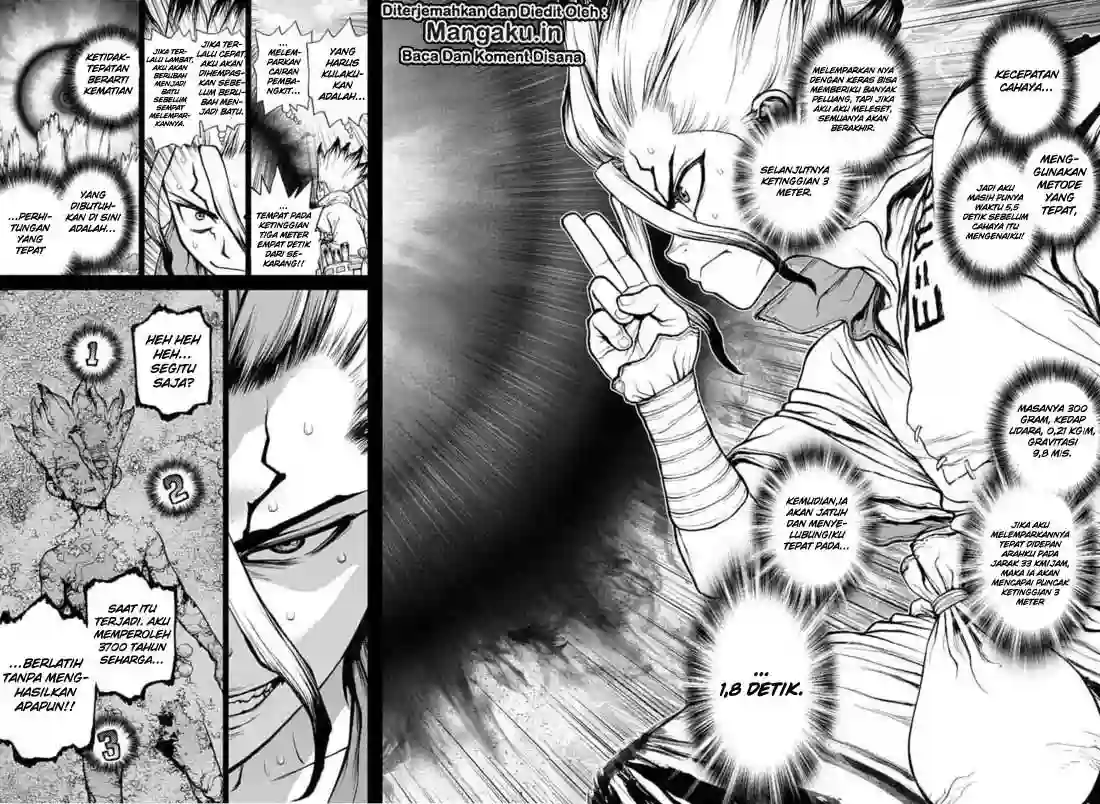 Diterjemahkan dan Diedit Oleh :
Mangaku.in
Baca Dan Koment Disana
KECEPATAN
CAHAYA...
MENG-
GUNAKAN
METODE
YANG
TEPAT,
JADI AKU
MASIH PUNYA
WAKTU 5,5
DETIK SEBELUM
CAHAYA ITU
MENGENAIKU!
MELEMPARKAN NYA
DENGAN KERAS BISA
MEMBERIKU BANYAK
PELUANG, TAPI JIKA
AKU AKU MELESET,
SEMUANYA AKAN
BERAKHIR.
SELANJUTNYA
KETINGGIAN 3
METER.
E=m
MASANYA 300
GRAM, KEDAP
UDARA, 0,21 KG/M,
GRAVITASI
9,8 M/S.
JIKA AKU
MELEMPARKANNYA
TEPAT DIDEPAN
ARAHKU PADA
JARAK 33 KM/JAM,
MAKA IA AKAN
MENCAPAI PUNCAK
KETINGGIAN 3
METER
KEMUDIAN,IA
AKAN JATUH
DAN MENYE-
LUBUNGIKU
TEPAT PADA...
...
1,8 DETIK.
YANG
HARUS
KULAKU-
KAN
ADALAH...
...
MELEM-
PARKAN
CAIRAN
PEMBA-
NGKIT...
...
TEMPAT PADA
KETINGGIAN
TIGA METER
EMPAT DETIK
DARI SE-
KARANG!!
JIKA TER-
LALU CEPAT,
AKU AKAN
DIHEMPAS-
KAN SEBE-
LUM BERU-
BAH MEN-
JADI BATU.
JIKA TER-
LALU LAMBAT,
AKU AKAN
BERUBAH
MENJADI
BATU
SEBELUM
SEMPAT
MELEMPAR-
KANNYA.
KETIDAK-
TEPATAN
BERARTI
KEMATIAN
YANG
DIBUTUH-
KAN DI SINI
ADALAH...
...PERHI-
TUNGAN
YANG
TEPAT
HEH HEH
HEH...
SEGITU
SAJA?
1
2
SAAT ITU
TERJADI. AKU
MEMPEROLEH
3700 TAHUN
SEHARGA...
...BERLATIH
TANPA MENG-
HASILKAN
APAPUN!!
3